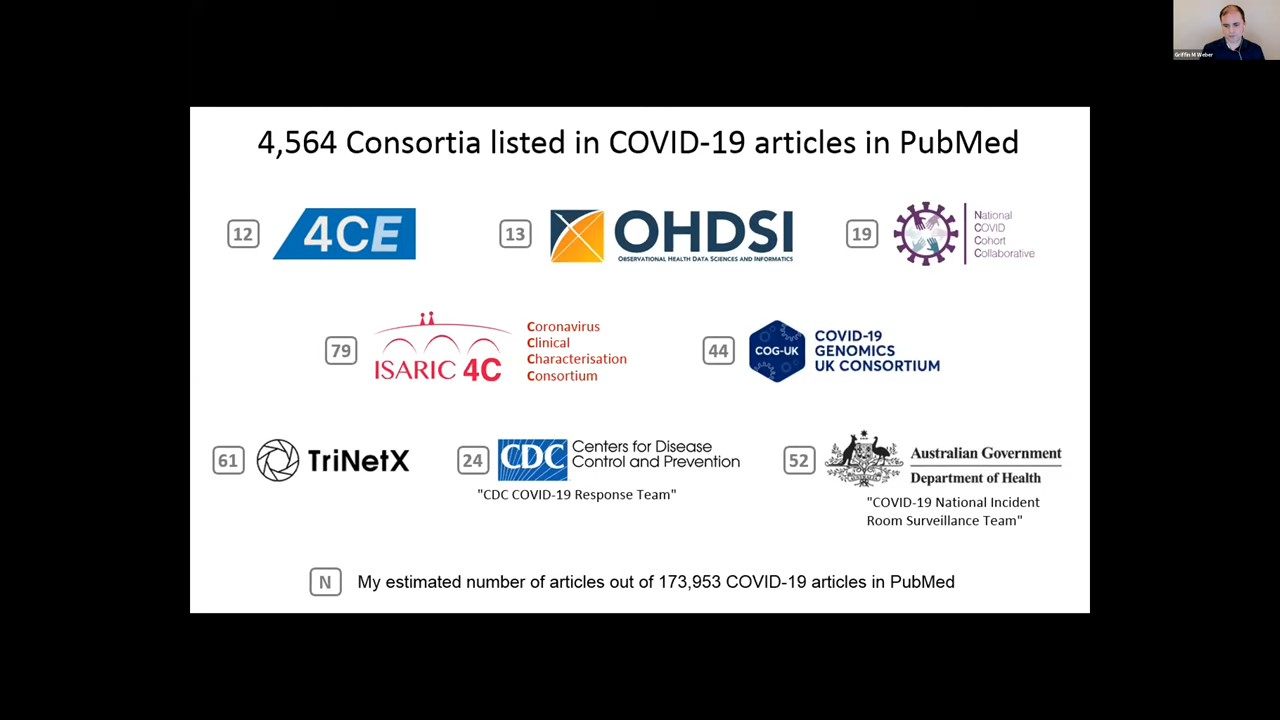 Griffin M Weber
4,564 Consortia listed in COVID-19 articles in PubMed
12
4CE
13
OHDSI
OBSERVATIONAL HEALTH DATA SCIENCES AND INFORMATICS
19
National
COVID
Cohort
Collaborative
79
ISARIC 4C
Coronavirus
Clinical
Characterisation
Consortium
44
COG-UK
COVID-19
GENOMICS
UK CONSORTIUM
61
TriNetX
24
CDC
Centers for Disease
Control and Prevention
"CDC COVID-19 Response Team"
52
Australian Government
Department of Health
"COVID-19 National Incident
Room Surveillance Team"
N
My estimated number of articles out of 173,953 COVID-19 articles in PubMed